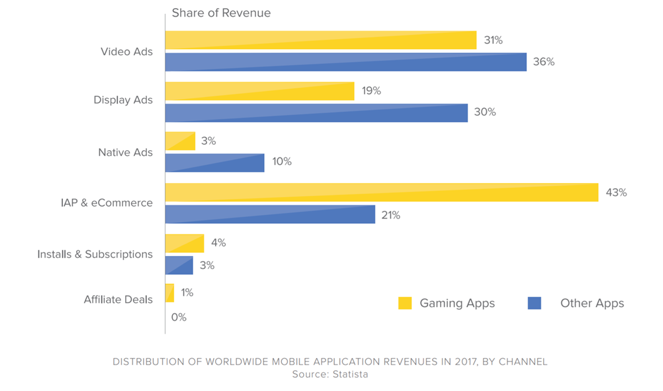 Share of Revenue
Video Ads
31%
36%
Display Ads
19%
30%
Native Ads
3%
10%
IAP & eCommerce
43%
21%
Installs & Subscriptions
4%
3%
Affiliate Deals
1%
0%
Gaming Apps
Other Apps
DISTRIBUTION OF WORLDWIDE MOBILE APPLICATION REVENUES IN 2017, BY CHANNEL
Source: Statista